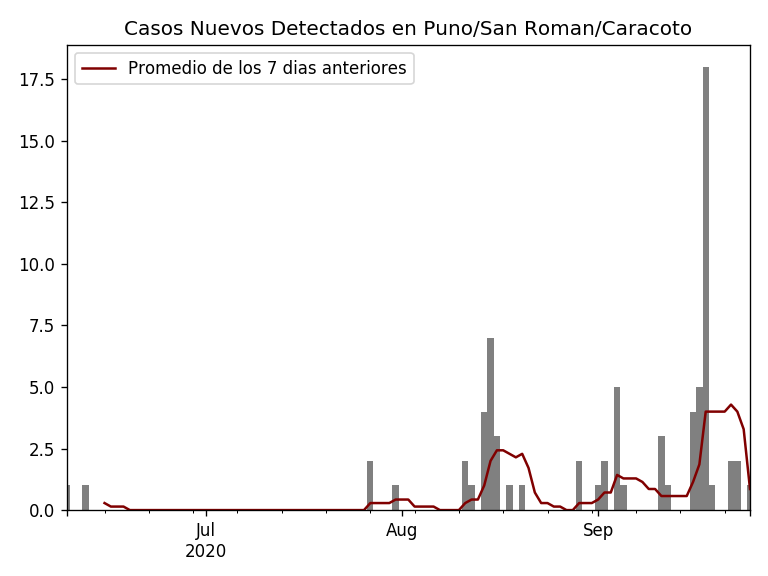 Casos Nuevos Detectados en Puno/San Roman/Caracoto
Promedio de los 7 dias anteriores
17.5
15.0
12.5
10.0
7.5
5.0
2.5
0.0
Jul
2020
Aug
Sep